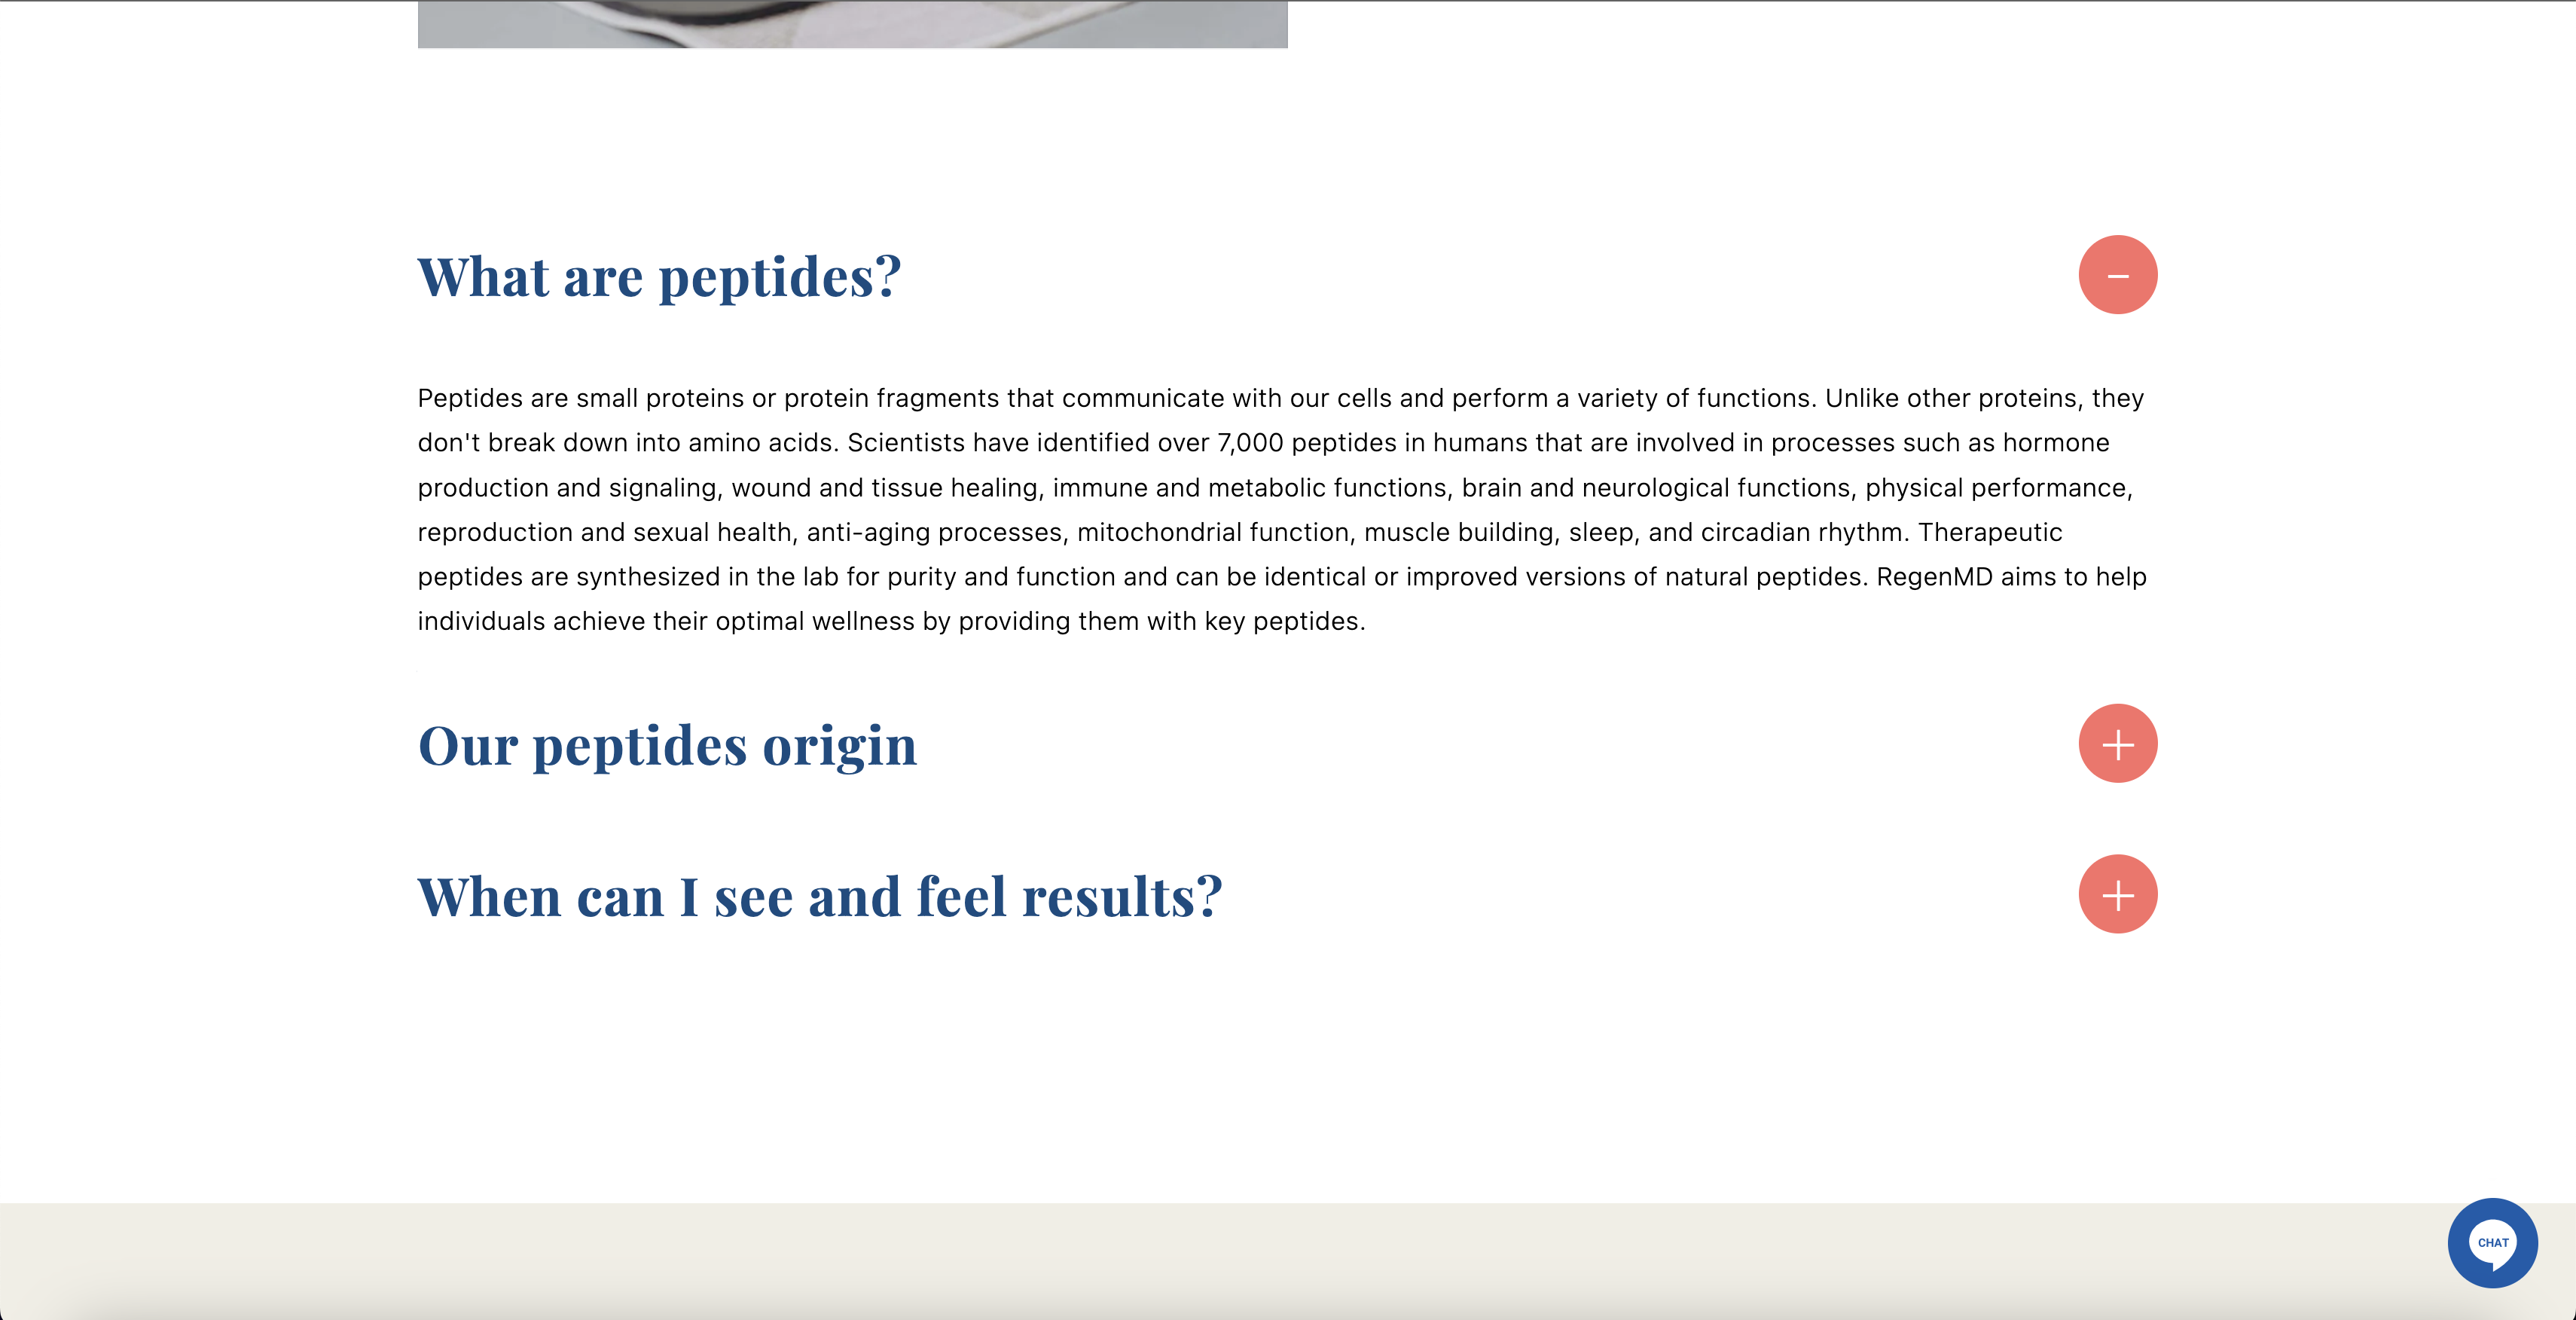 What are peptides?
Peptides are small proteins or protein fragments that communicate with our cells and perform a variety of functions. Unlike other proteins, they
don't break down into amino acids. Scientists have identified over 7,000 peptides in humans that are involved in processes such as hormone
production and signaling, wound and tissue healing, immune and metabolic functions, brain and neurological functions, physical performance,
reproduction and sexual health, anti-aging processes, mitochondrial function, muscle building, sleep, and circadian rhythm. Therapeutic
peptides are synthesized in the lab for purity and function and can be identical or improved versions of natural peptides. RegenMD aims to help
individuals achieve their optimal wellness by providing them with key peptides.
Our peptides origin
When can I see and feel results?
CHAT